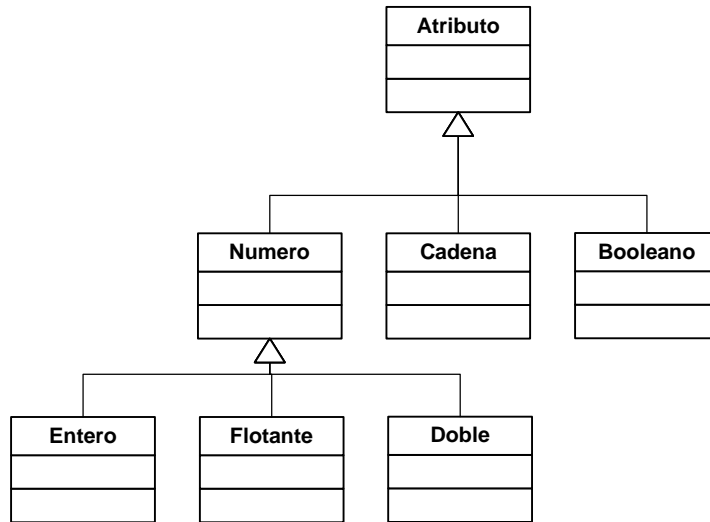 Atributo
Numero
Cadena
Booleano
Entero
Flotante
Doble